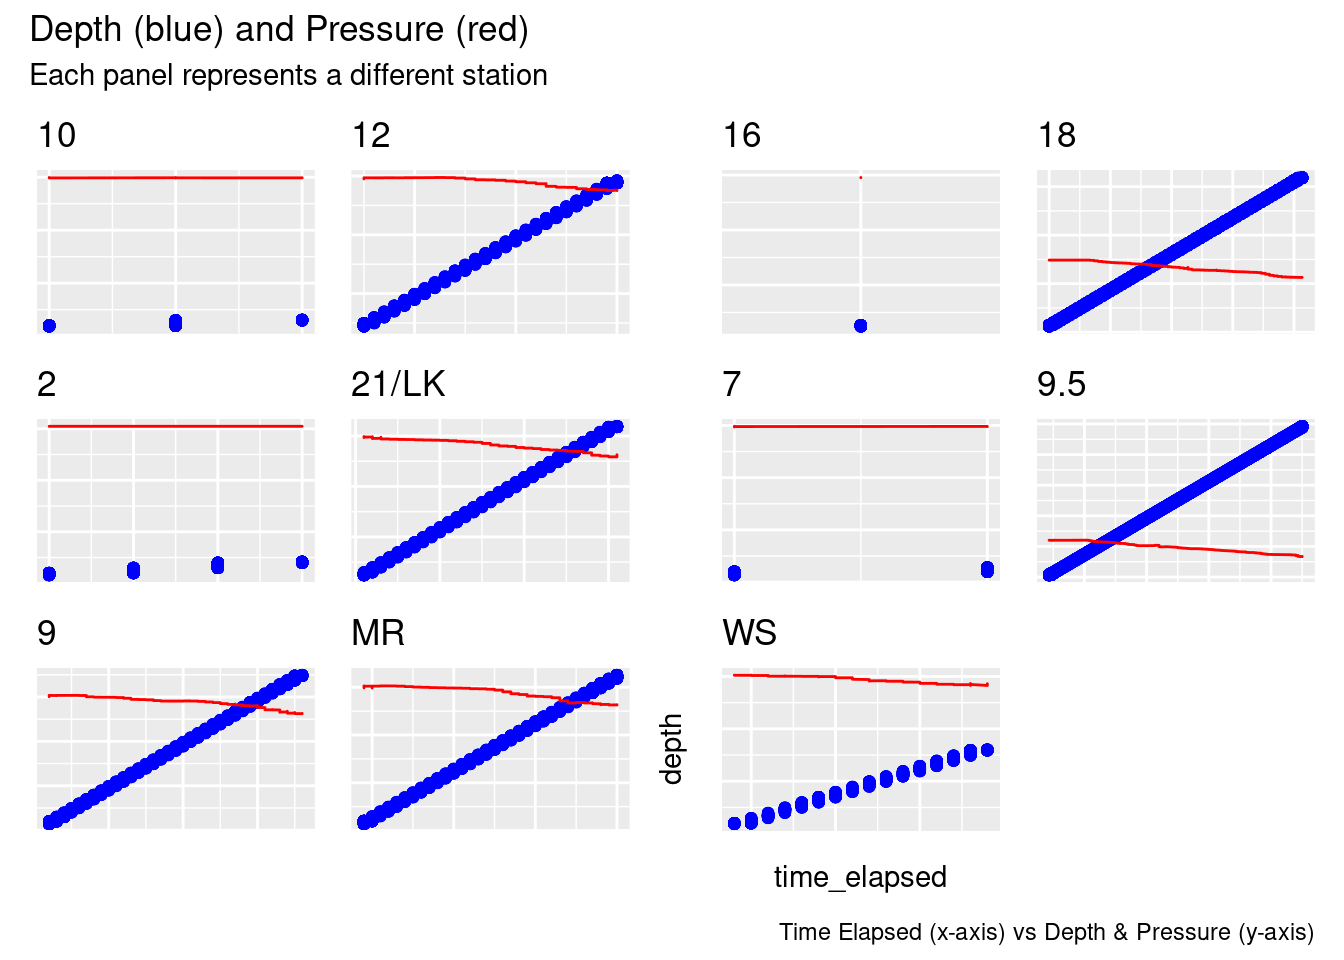 Depth (blue) and Pressure (red)
Each panel represents a different station
10
12
16
18
2
21/LK
7
9.5
9
MR
WS
depth
time_elapsed
Time Elapsed (x-axis) vs Depth & Pressure (y-axis)